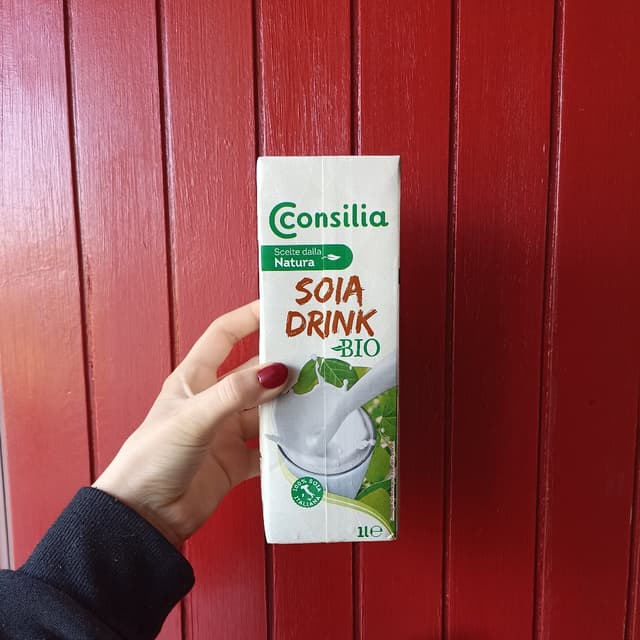 Consilia
Scelte dalla
Natura
SOIA
DRINK
BIO
100% SOIA
ITALIANA
1l℮